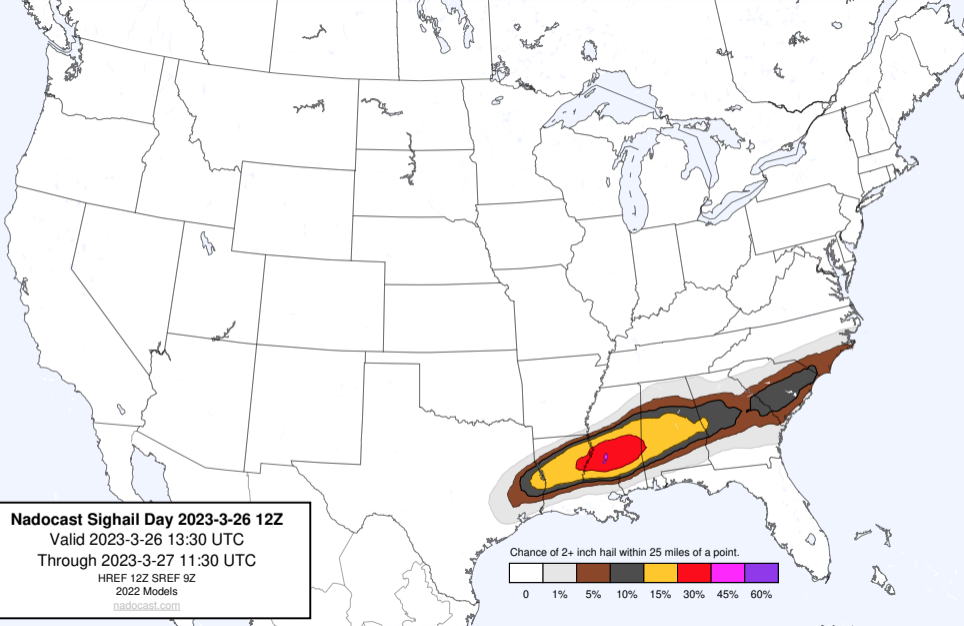 Nadocast Sighail Day 2023-3-26 12Z
Valid 2023-3-26 13:30 UTC
Through 2023-3-27 11:30 UTC
HREF 12Z SREF 9Z
2022 Models
nadocast.com
Chance of 2+ inch hail within 25 miles of a point.
0 1% 5% 10% 15% 30% 45% 60%